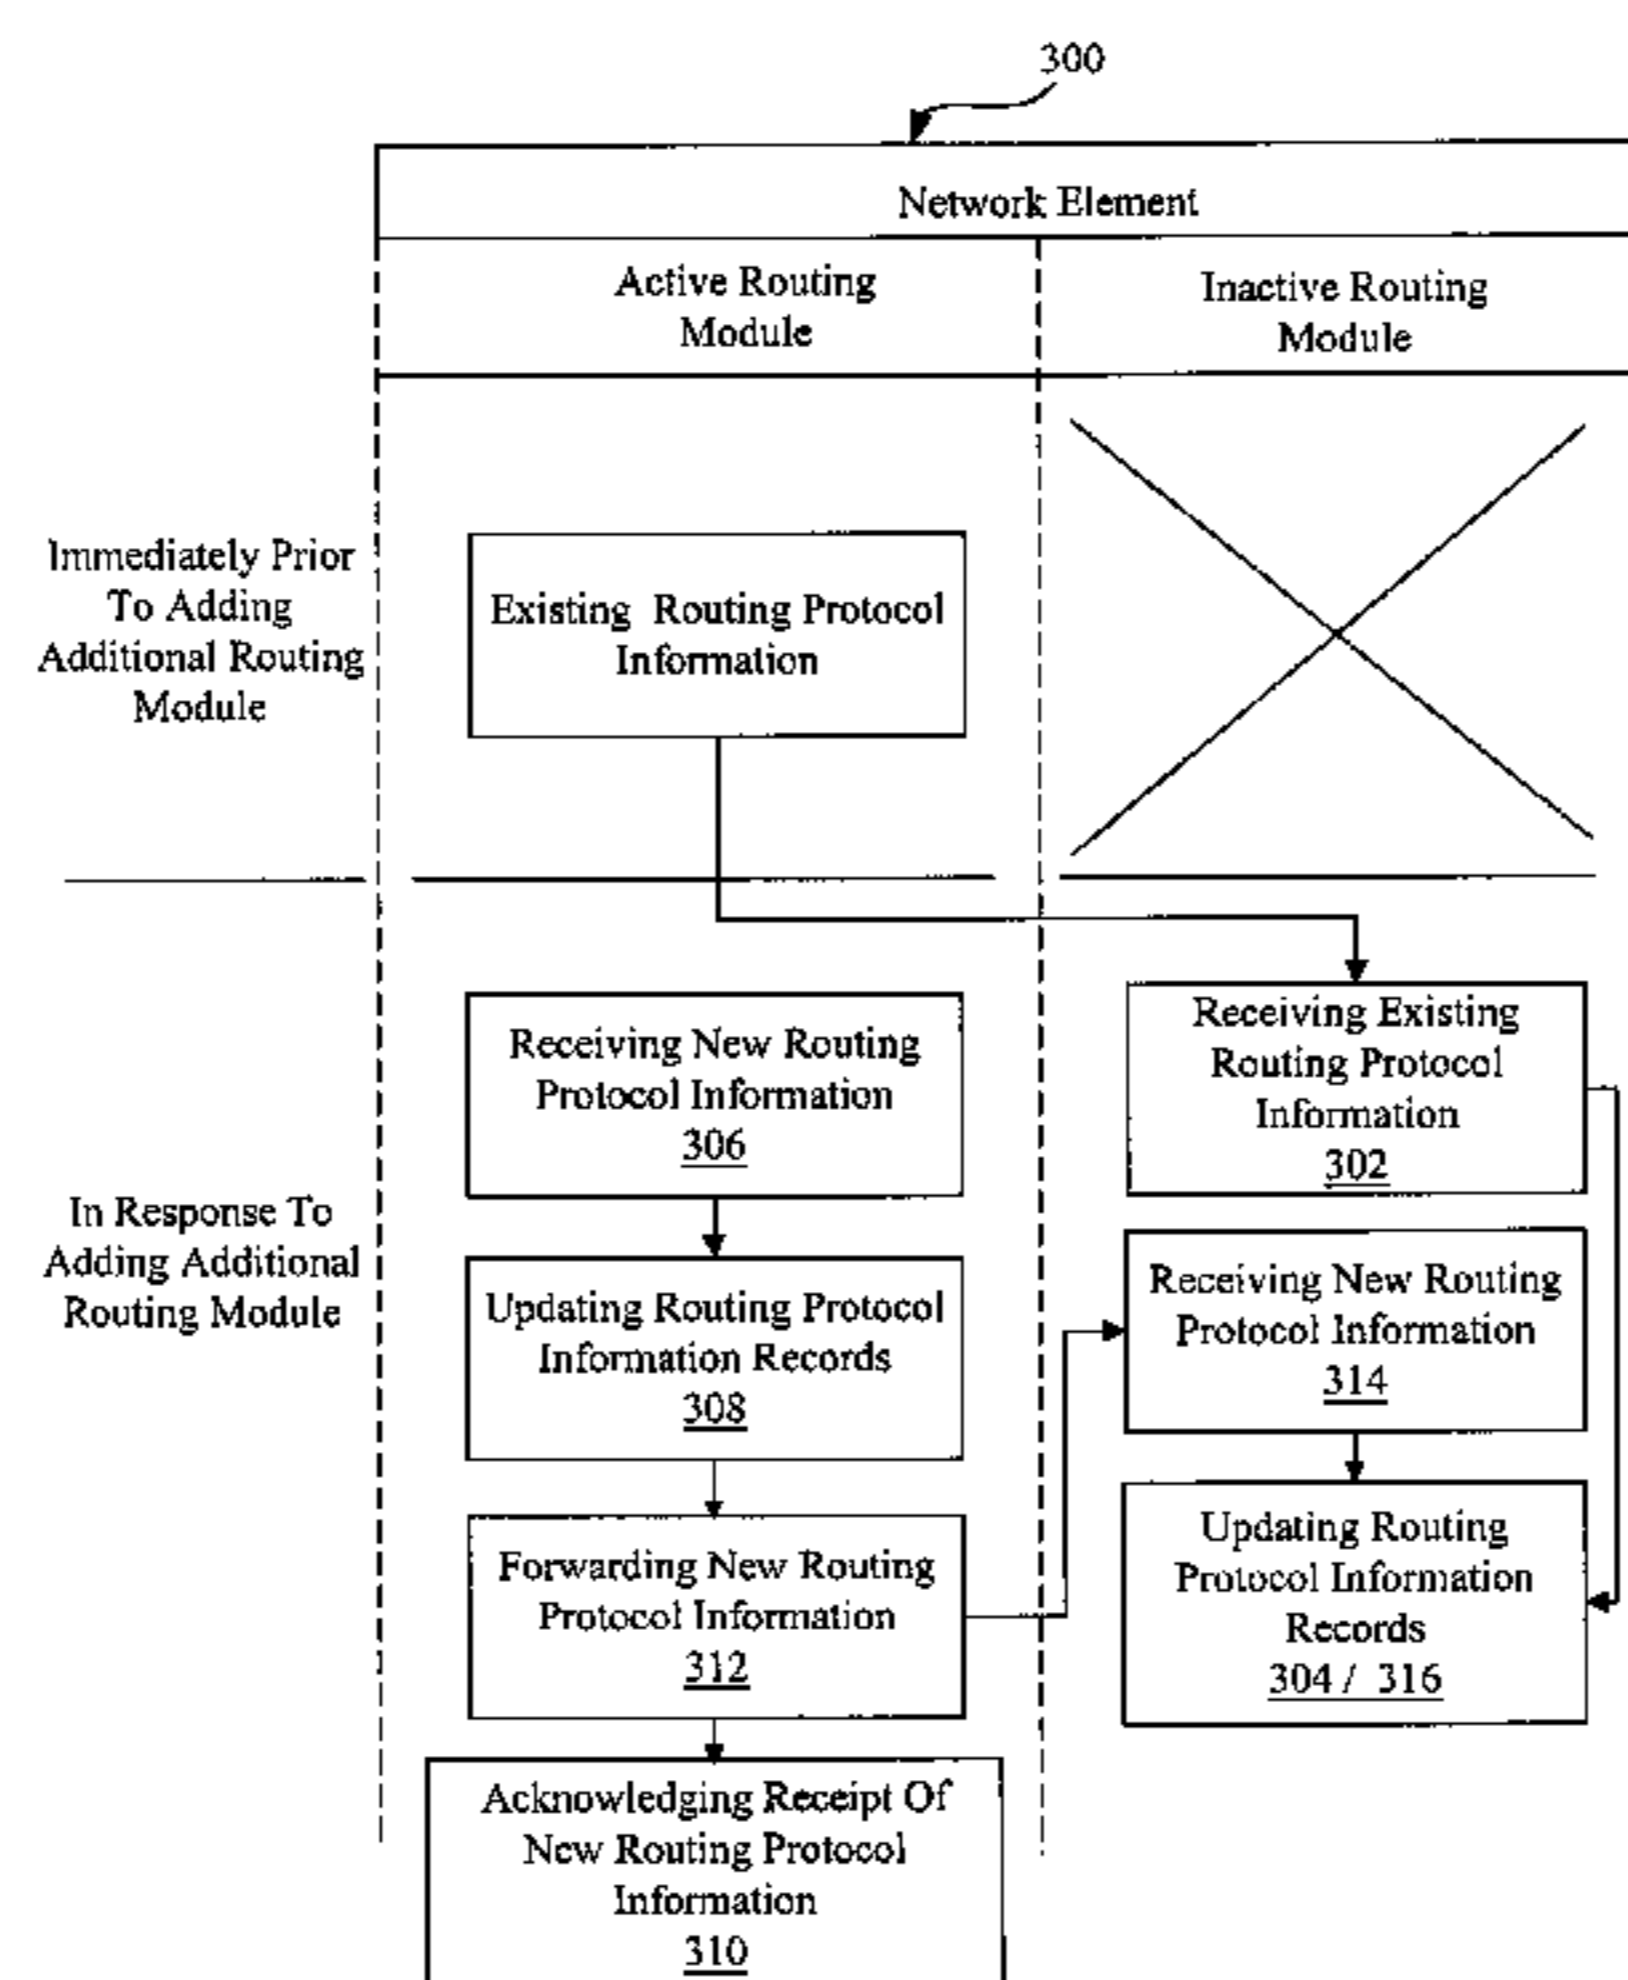 300
Network Element
Active Routing
Module
Inactive Routing
Module
Immediately Prior
To Adding
Additional Routing
Module
Existing Routing Protocol
Information
In Response To
Adding Additional
Routing Module
Receiving New Routing
Protocol Information
306
Updating Routing Protocol
Information Records
308
Forwarding New Routing
Protocol Information
312
Acknowledging Receipt Of
New Routing Protocol
Information
310
Receiving Existing
Routing Protocol
Information
302
Receiving New Routing
Protocol Information
314
Updating Routing
Protocol Information
Records
304 / 316